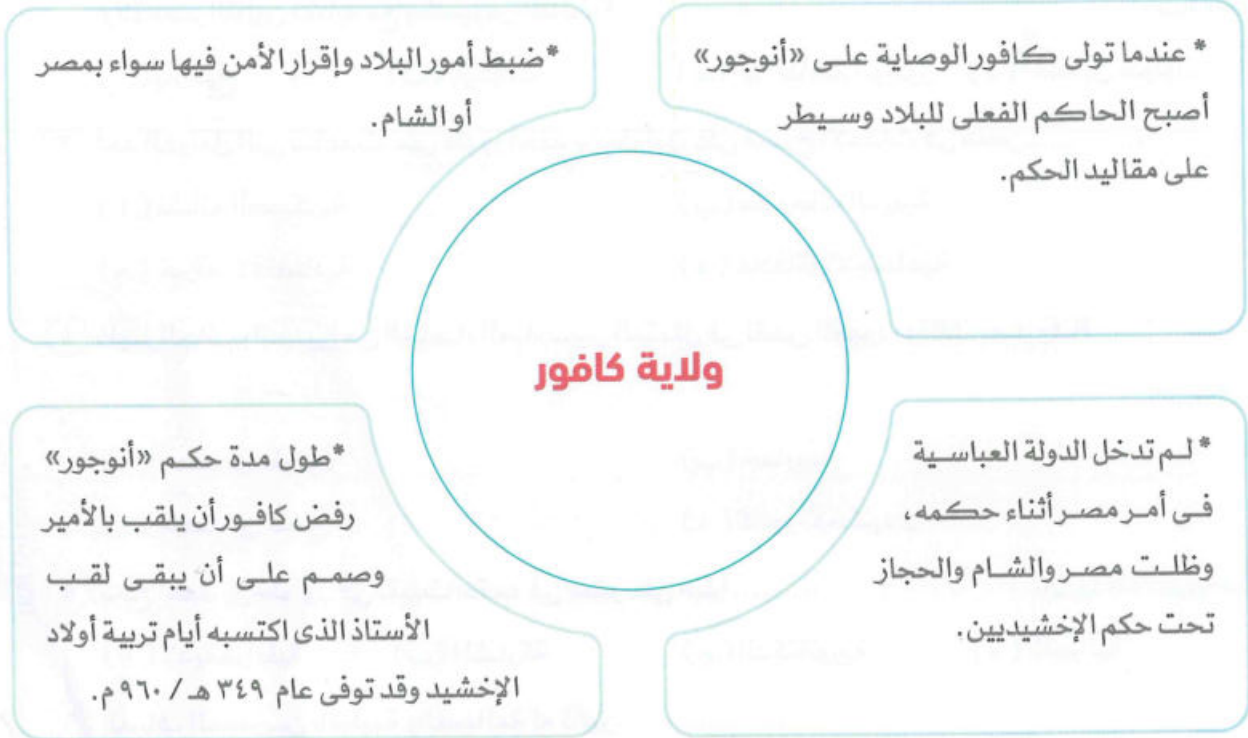 * عندما تولى كافور الوصاية على «أنوجور»
أصبح الحاكم الفعلى للبلاد وسيطر
على مقاليد الحكم.
*ضبط أمور البلاد وإقرار الأمن فيها سواء بمصر
أو الشام.
ولاية كافور
* لم تدخل الدولة العباسية
فى أمر مصر أثناء حكمه،
وظلت مصر والشام والحجاز
تحت حكم الإخشيديين.
*طول مدة حكم «أنوجور»
رفض كافور أن يلقب بالأمير
وصمم على أن يبقى لقب
الأستاذ الذى اكتسبه أيام تربية أولاد
الإخشيد وقد توفى عام ٣٤٩ هـ / ٩٦٠ م.